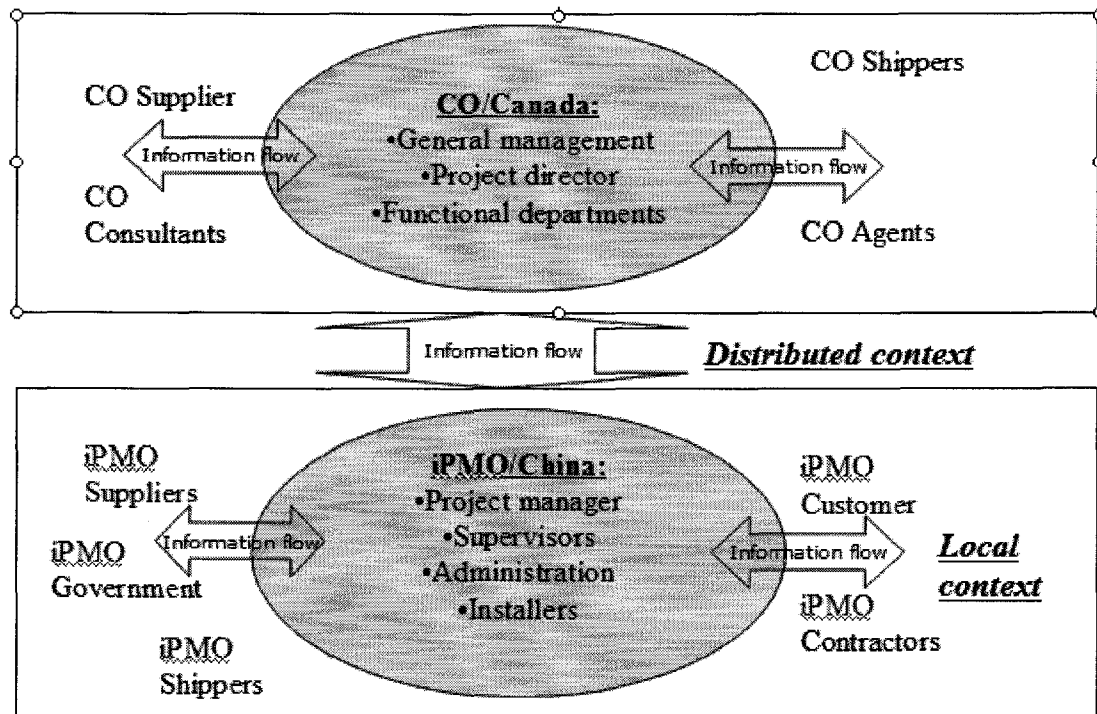 CO Shippers
CO Supplier
CO/Canada:
•General management
Information flow
Information flow
•Project director
•Functional departments
CO
Consultants
CO Agents
Information flow
Distributed context
iPMO
Suppliers
iPMO/China:
•Project manager
iPMO
Customer
Information flow
•Supervisors
Information flow
iPMO
Government
•Administration
•Installers
Local
context
iPMO
Contractors
iPMO
Shippers